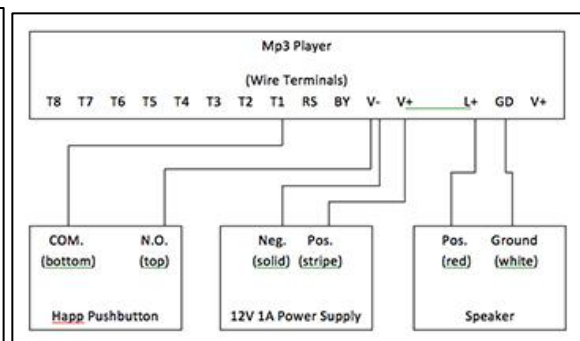 Mp3 Player
(Wire Terminals)
T8 T7 T6 T5 T4 T3 T2 T1 RS BY V- V+ L+ GD V+
COM. N.O.
(bottom) (top)
Happ Pushbutton
Neg. Pos.
(solid) (stripe)
12V 1A Power Supply
Pos. Ground
(red) (white)
Speaker